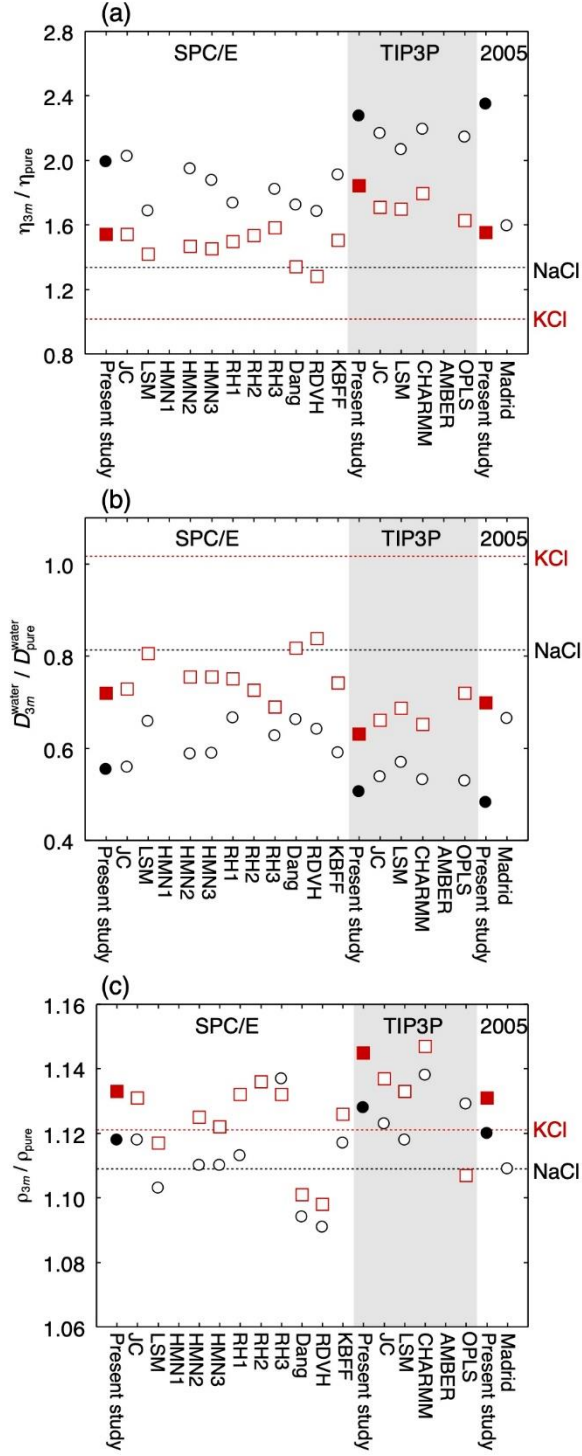 (a)
SPC/E TIP3P 2005
η3m / ηpure
2.8
2.4
2.0
1.6
1.2
0.8
NaCl
KCl
Present study
JC
LSM
HMN1
HMN2
HMN3
RH1
RH2
RH3
Dang
RDVH
KBFF
Present study
JC
LSM
CHARMM
AMBER
OPLS
Present study
Madrid
(b)
SPC/E TIP3P 2005
D3m^water / Dpure^water
1.0
0.8
0.6
0.4
KCl
NaCl
Present study
JC
LSM
HMN1
HMN2
HMN3
RH1
RH2
RH3
Dang
RDVH
KBFF
Present study
JC
LSM
CHARMM
AMBER
OPLS
Present study
Madrid
(c)
SPC/E TIP3P 2005
ρ3m / ρpure
1.16
1.14
1.12
1.10
1.08
1.06
KCl
NaCl
Present study
JC
LSM
HMN1
HMN2
HMN3
RH1
RH2
RH3
Dang
RDVH
KBFF
Present study
JC
LSM
CHARMM
AMBER
OPLS
Present study
Madrid